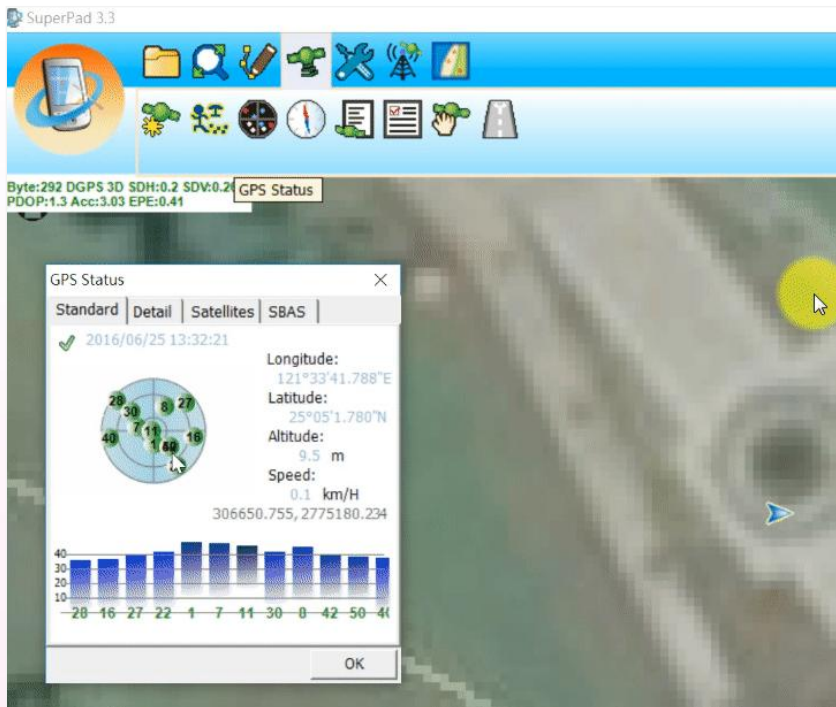 SuperPad 3.3
Byte:292 DGPS 3D SDH:0.2 SDV:0.20
PDOP:1.3 Acc:3.03 EPE:0.41
GPS Status
GPS Status
Standard Detail Satellites SBAS
2016/06/25 13:32:21
Longitude:
121°33'41.788"E
Latitude:
25°05'1.780"N
Altitude:
9.5 m
Speed:
0.1 km/H
306650.755, 2775180.234
28 30 8 27
40 7 11 1 16
40
30
20
10
28 16 27 22 1 7 11 30 8 42 50 40
OK